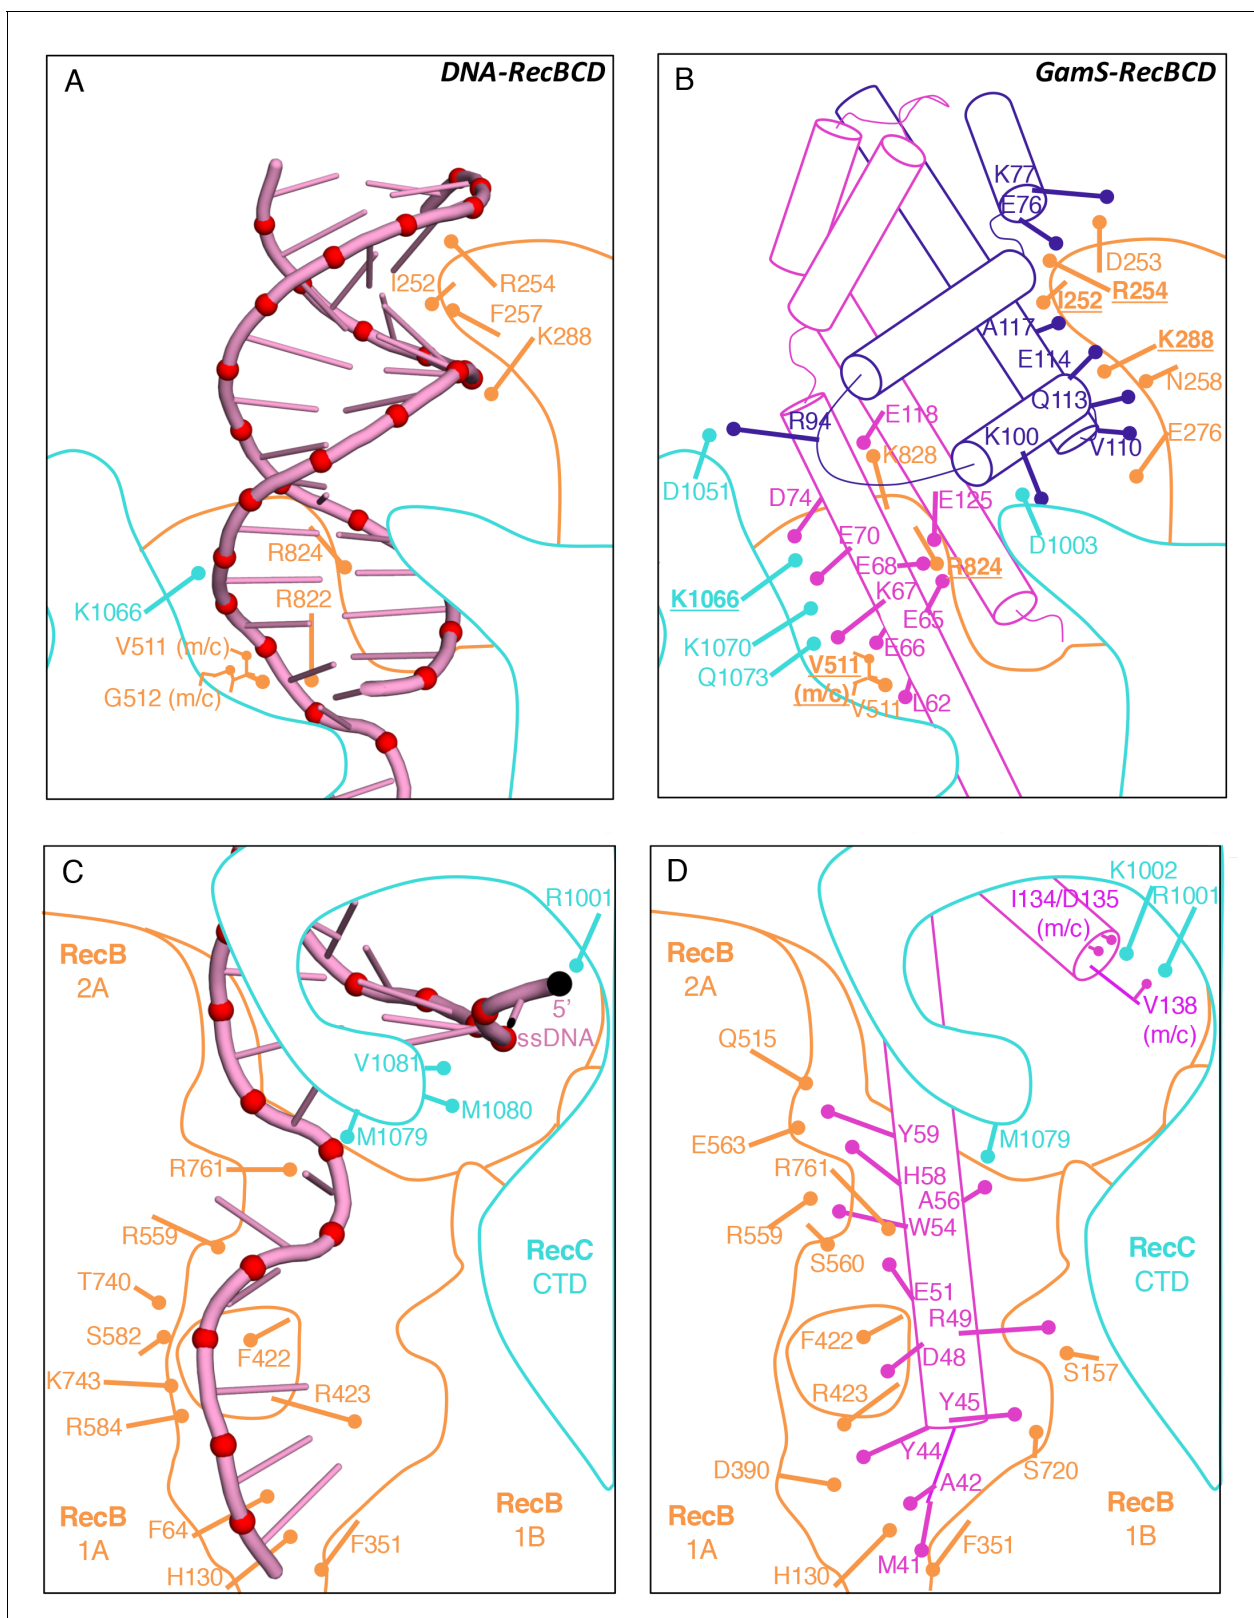 A
DNA-RecBCD
I252
R254
F257
K288
R824
K1066
R822
V511 (m/c)
G512 (m/c)
B
GamS-RecBCD
K77
E76
D253
I252
R254
A117
E114
K288
N258
Q113
R94
E118
K100
V110
E276
K828
D1051
D74
E125
E70
D1003
E68
R824
K67
K1066
E65
K1070
E66
Q1073
V511
(m/c)
V511
L62
C
R1001
RecB
2A
5’
ssDNA
V1081
M1080
M1079
R761
R559
RecC
CTD
T740
S582
F422
K743
R423
R584
RecB
1A
F64
RecB
1B
F351
H130
D
K1002
I134/D135
(m/c)
R1001
RecB
2A
V138
(m/c)
Q515
Y59
E563
M1079
R761
H58
A56
R559
W54
S560
RecC
CTD
E51
R49
F422
D48
S157
R423
Y45
Y44
D390
A42
S720
RecB
1A
RecB
1B
F351
M41
H130